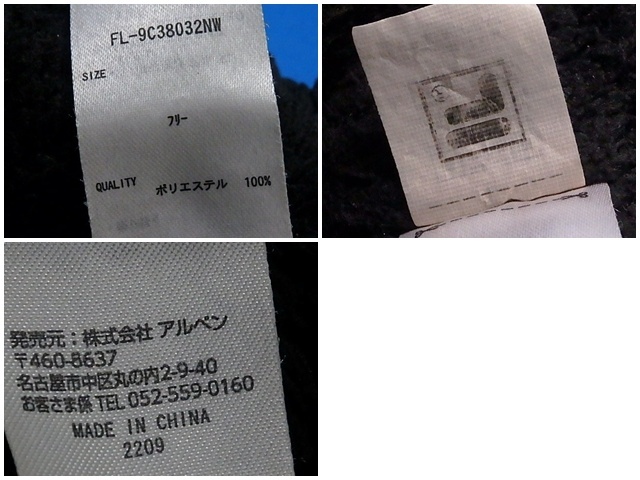 FL-9C38032NW
SIZE
フリー
QUALITY ポリエステル 100%
発売元：株式会社 アルペン
〒460-8637
名古屋市中区丸の内2-9-40
お客さま係 TEL 052-559-0160
MADE IN CHINA
2209